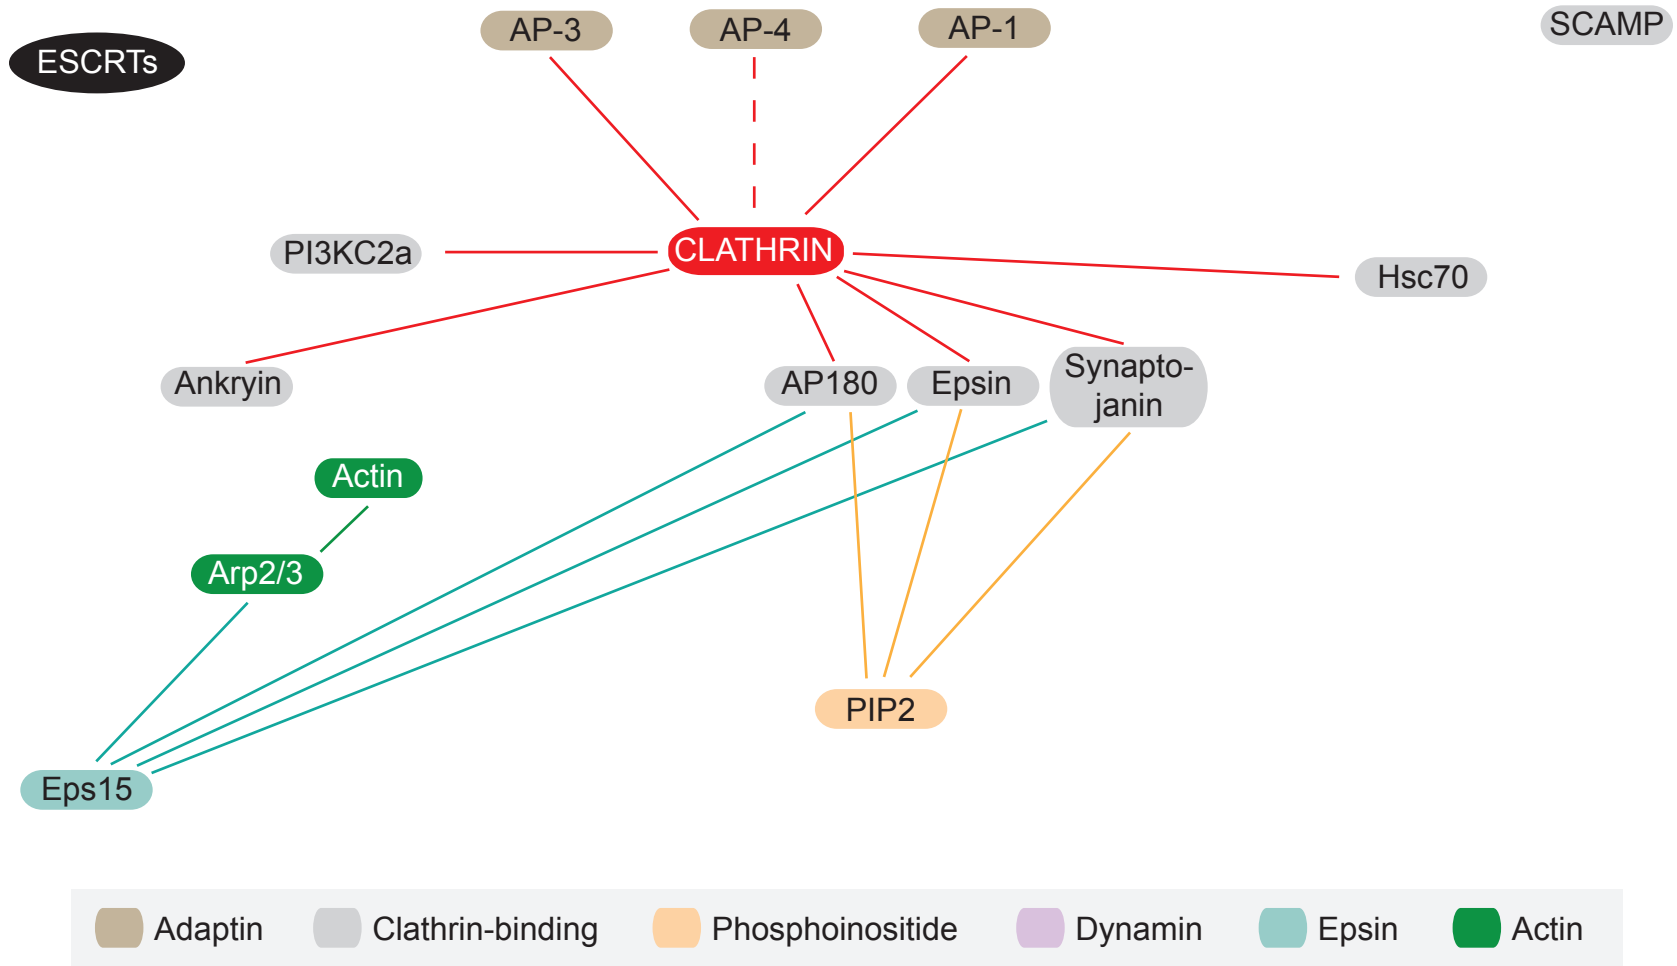 SCAMP
AP-3
AP-4
AP-1
ESCRTs
CLATHRIN
PI3KC2a
Hsc70
Ankryin
AP180
Epsin
Synapto-
janin
Actin
Arp2/3
PIP2
Eps15
Adaptin
Clathrin-binding
Phosphoinositide
Dynamin
Epsin
Actin